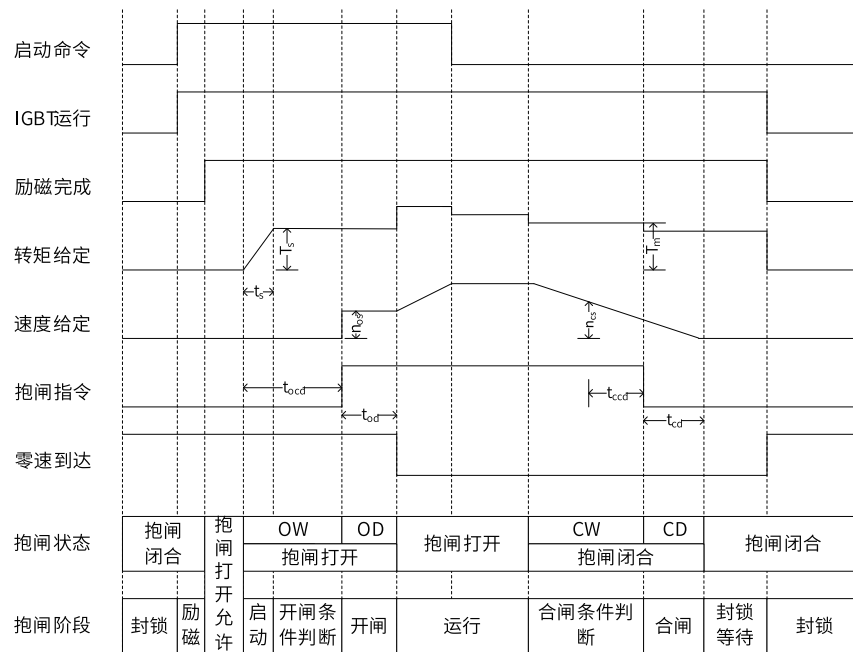 启动命令
IGBT运行
励磁完成
转矩给定
Ts
Tm
ts
速度给定
nos
ncs
抱闸指令
tocd
tccd
tod
tcd
零速到达
抱闸状态
抱闸
闭合
抱闸打开允许
OW
OD
抱闸打开
抱闸打开
CW
CD
抱闸闭合
抱闸闭合
抱闸阶段
封锁
励磁
启动
开闸条
件判断
开闸
运行
合闸条件判
断
合闸
封锁
等待
封锁